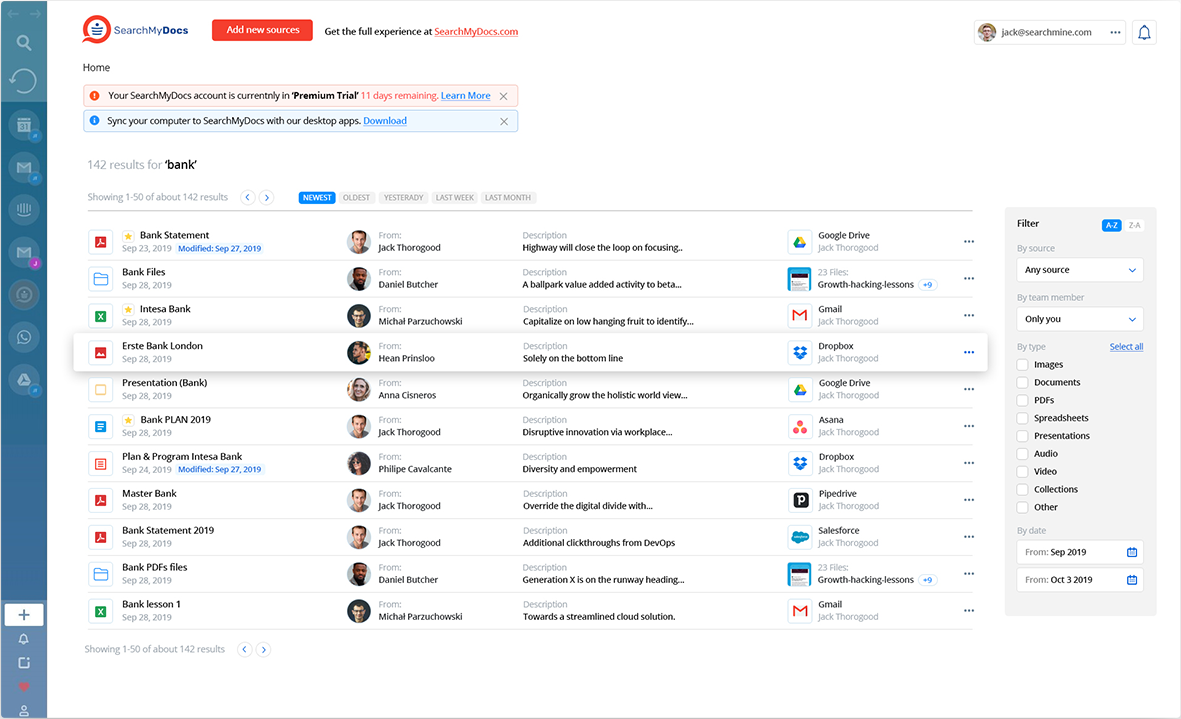 SearchMyDocs
Add new sources
Get the full experience at SearchMyDocs.com
jack@searchmine.com
31
Home
Your SearchMyDocs account is currenctnly in 'Premium Trial' 11 days remaining. Learn More
Sync your computer to SearchMyDocs with our desktop apps. Download
142 results for 'bank'
Showing 1-50 of about 142 results
NEWEST OLDEST YESTERADY LAST WEEK LAST MONTH
Bank Statement From: Description Google Drive
Sep 23, 2019 Modified: Sep 27, 2019 Jack Thorogood Highway will close the loop on focusing.. Jack Thorogood
Bank Files From: Description 23 Files:
Sep 28, 2019 Daniel Butcher A ballpark value added activity to beta... Growth-hacking-lessons +9
Intesa Bank From: Description Gmail
Sep 28, 2019 Michał Parzuchowski Capitalize on low hanging fruit to identify... Jack Thorogood
Erste Bank London From: Description Dropbox
Sep 28, 2019 Hean Prinsloo Solely on the bottom line Jack Thorogood
Presentation (Bank) From: Description Google Drive
Sep 28, 2019 Anna Cisneros Organically grow the holistic world view... Jack Thorogood
Bank PLAN 2019 From: Description Asana
Sep 28, 2019 Jack Thorogood Disruptive innovation via workplace... Jack Thorogood
Plan & Program Intesa Bank From: Description Dropbox
Sep 24, 2019 Modified: Sep 27, 2019 Philipe Cavalcante Diversity and empowerment Jack Thorogood
Master Bank From: Description Pipedrive
Sep 28, 2019 Jack Thorogood Override the digital divide with... Jack Thorogood
Bank Statement 2019 From: Description Salesforce
Sep 28, 2019 Jack Thorogood Additional clickthroughs from DevOps Jack Thorogood
Bank PDFs files From: Description 23 Files:
Sep 28, 2019 Daniel Butcher Generation X is on the runway heading... Growth-hacking-lessons +9
Bank lesson 1 From: Description Gmail
Sep 28, 2019 Michał Parzuchowski Towards a streamlined cloud solution. Jack Thorogood
Showing 1-50 of about 142 results
Filter A-Z Z-A
By source
Any source
By team member
Only you
By type Select all
Images
Documents
PDFs
Spreadsheets
Presentations
Audio
Video
Collections
Other
By date
From: Sep 2019
From: Oct 3 2019